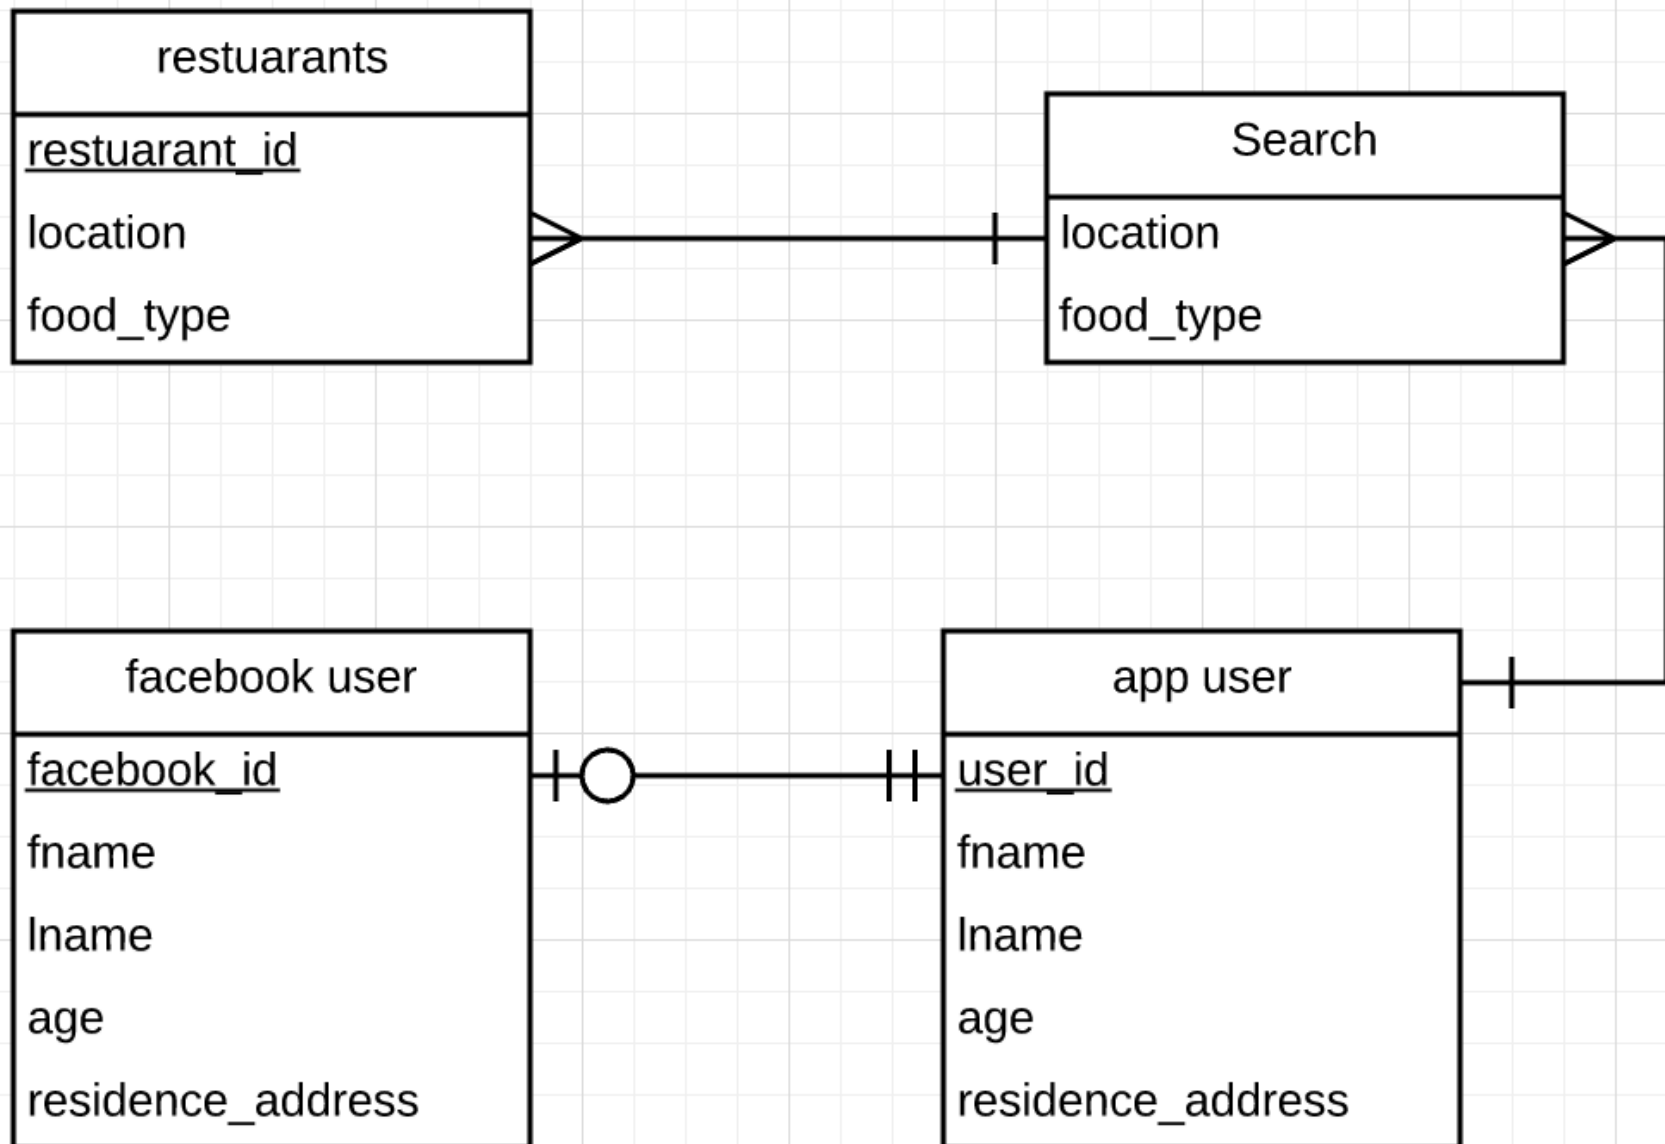 restuarants
restuarant_id
location
food_type
Search
location
food_type
facebook user
facebook_id
fname
lname
age
residence_address
app user
user_id
fname
lname
age
residence_address